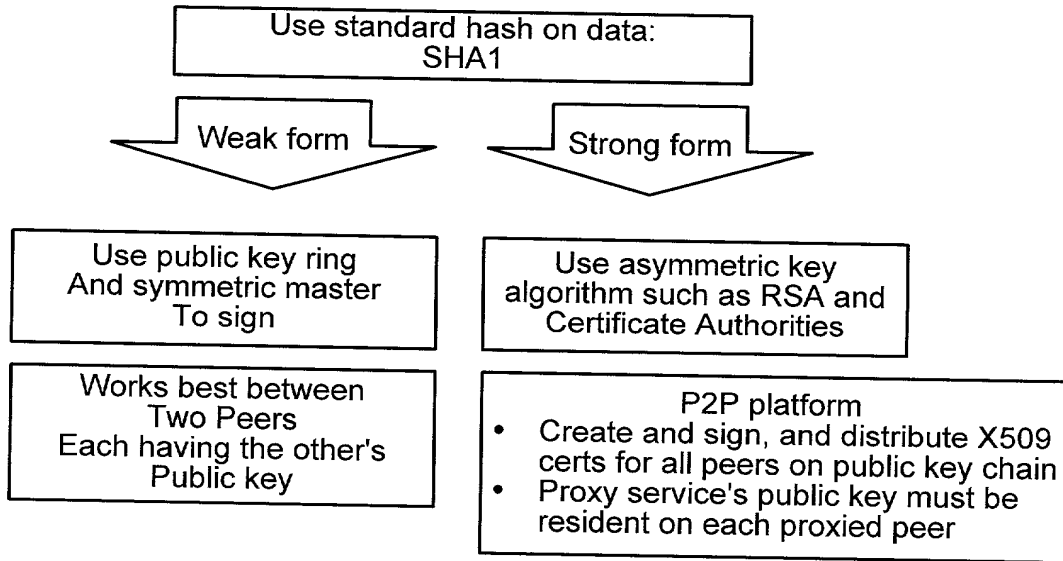 Use standard hash on data:
SHA1
Weak form
Strong form
Use public key ring
And symmetric master
To sign
Works best between
Two Peers
Each having the other's
Public key
Use asymmetric key
algorithm such as RSA and
Certificate Authorities
P2P platform
• Create and sign, and distribute X509
certs for all peers on public key chain
• Proxy service's public key must be
resident on each proxied peer